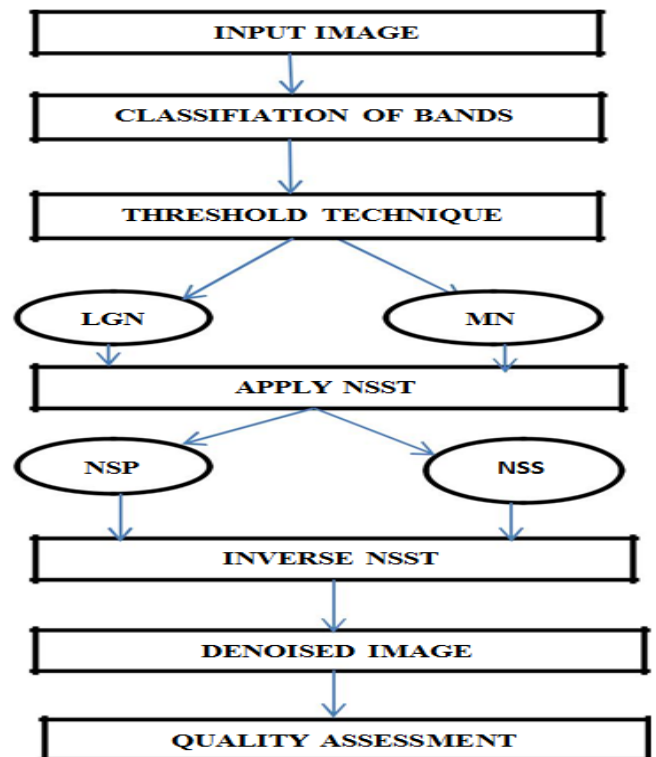 INPUT IMAGE
CLASSIFIATION OF BANDS
THRESHOLD TECHNIQUE
LGN
MN
APPLY NSST
NSP
NSS
INVERSE NSST
DENOISED IMAGE
QUALITY ASSESSMENT